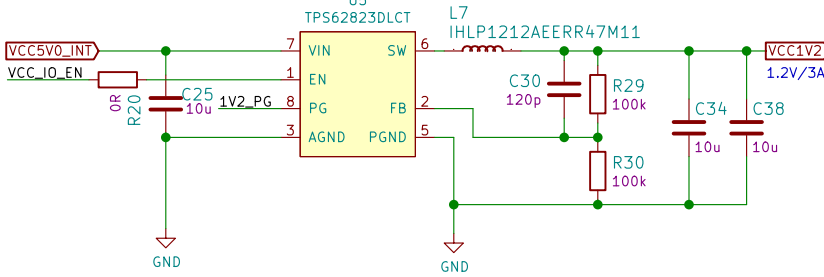 TPS62823DLCT
L7
IHLP1212AEERR47M11
VCC5V0_INT
VCC_IO_EN
R20
0R
C25
10u
1V2_PG
7
1
8
3
VIN
EN
PG
AGND
SW
FB
PGND
6
2
5
C30
120p
R29
100k
R30
100k
C34
10u
C38
10u
VCC1V2
1.2V/3A
GND
GND